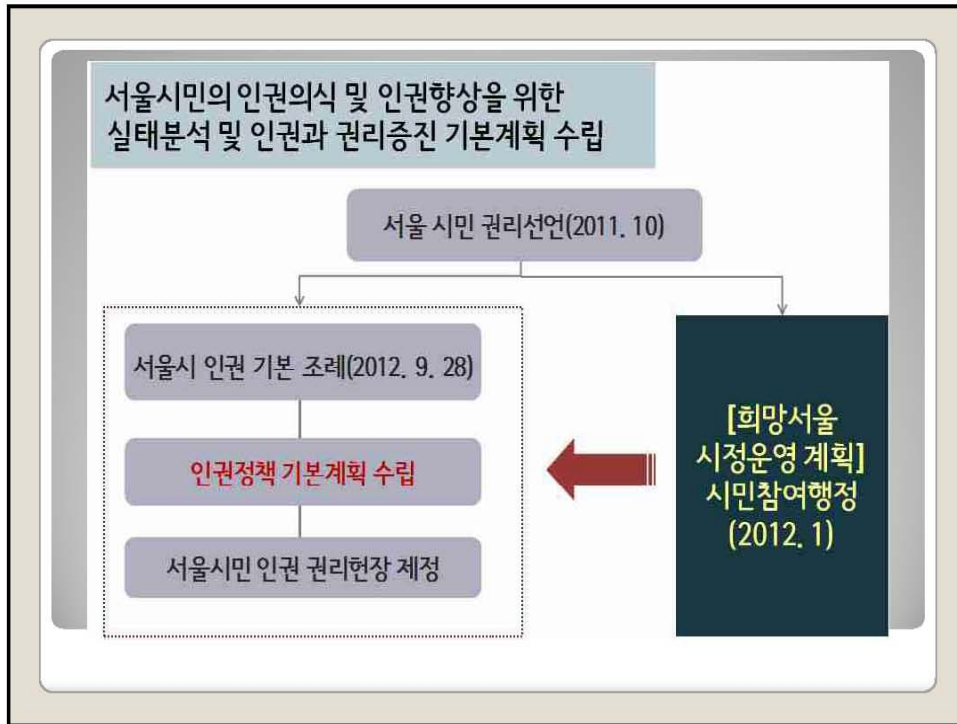 서울시민의 인권의식 및 인권향상을 위한
실태분석 및 인권과 권리증진 기본계획 수립
서울 시민 권리선언(2011. 10)
서울시 인권 기본 조례(2012. 9. 28)
인권정책 기본계획 수립
서울시민 인권 권리헌장 제정
[희망서울
시정운영 계획]
시민참여행정
(2012. 1)